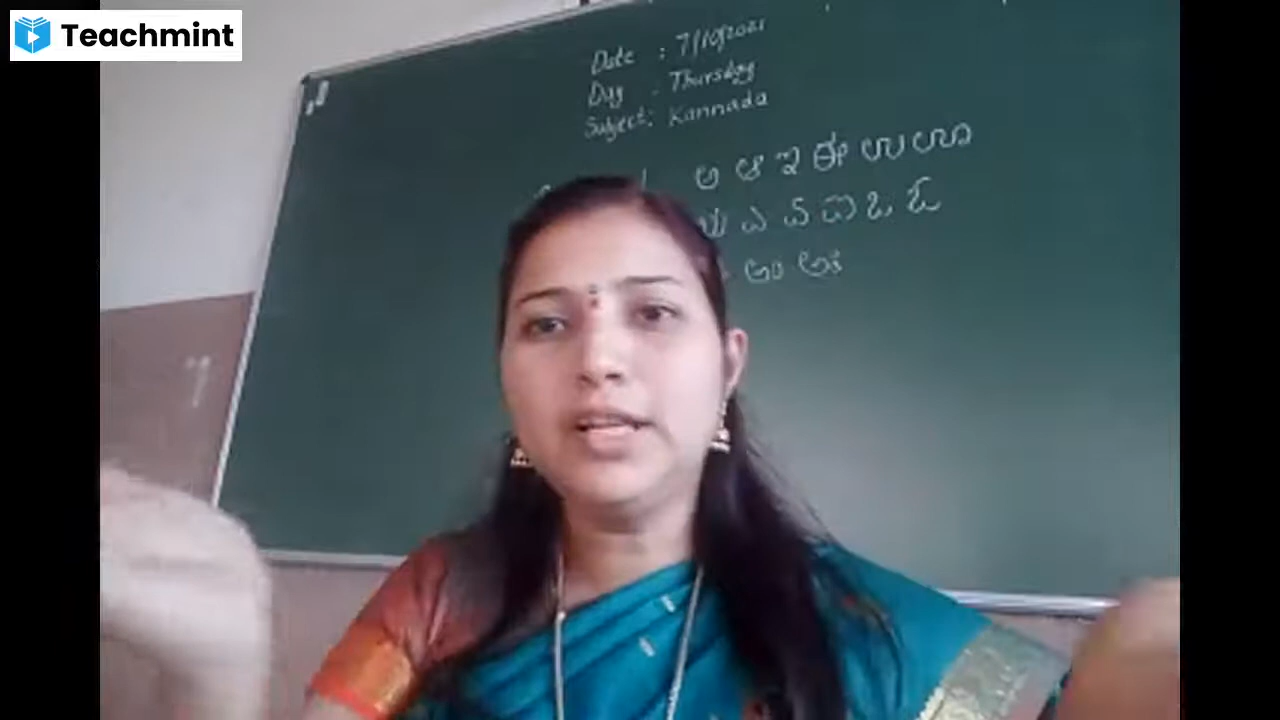 Teachmint
Date : 7/10/2021
Day : Thursday
Subject: Kannada
ಅ ಆ ಇ ಈ ಉ ಊ
ಎ ಏ ಐ ಒ ಓ
ಅಂ ಅಃ